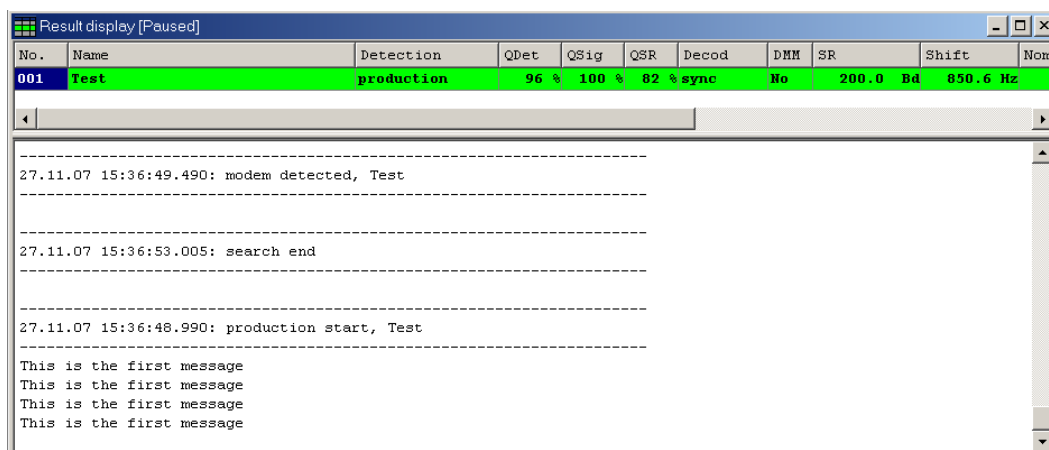 Result display [Paused]
No. Name Detection QDet QSig QSR Decod DMM SR Shift Nom
001 Test production 96 % 100 % 82 % sync No 200.0 Bd 850.6 Hz
----------------------------------------------------------------------
27.11.07 15:36:49.490: modem detected, Test
----------------------------------------------------------------------
----------------------------------------------------------------------
27.11.07 15:36:53.005: search end
----------------------------------------------------------------------
----------------------------------------------------------------------
27.11.07 15:36:48.990: production start, Test
----------------------------------------------------------------------
This is the first message
This is the first message
This is the first message
This is the first message